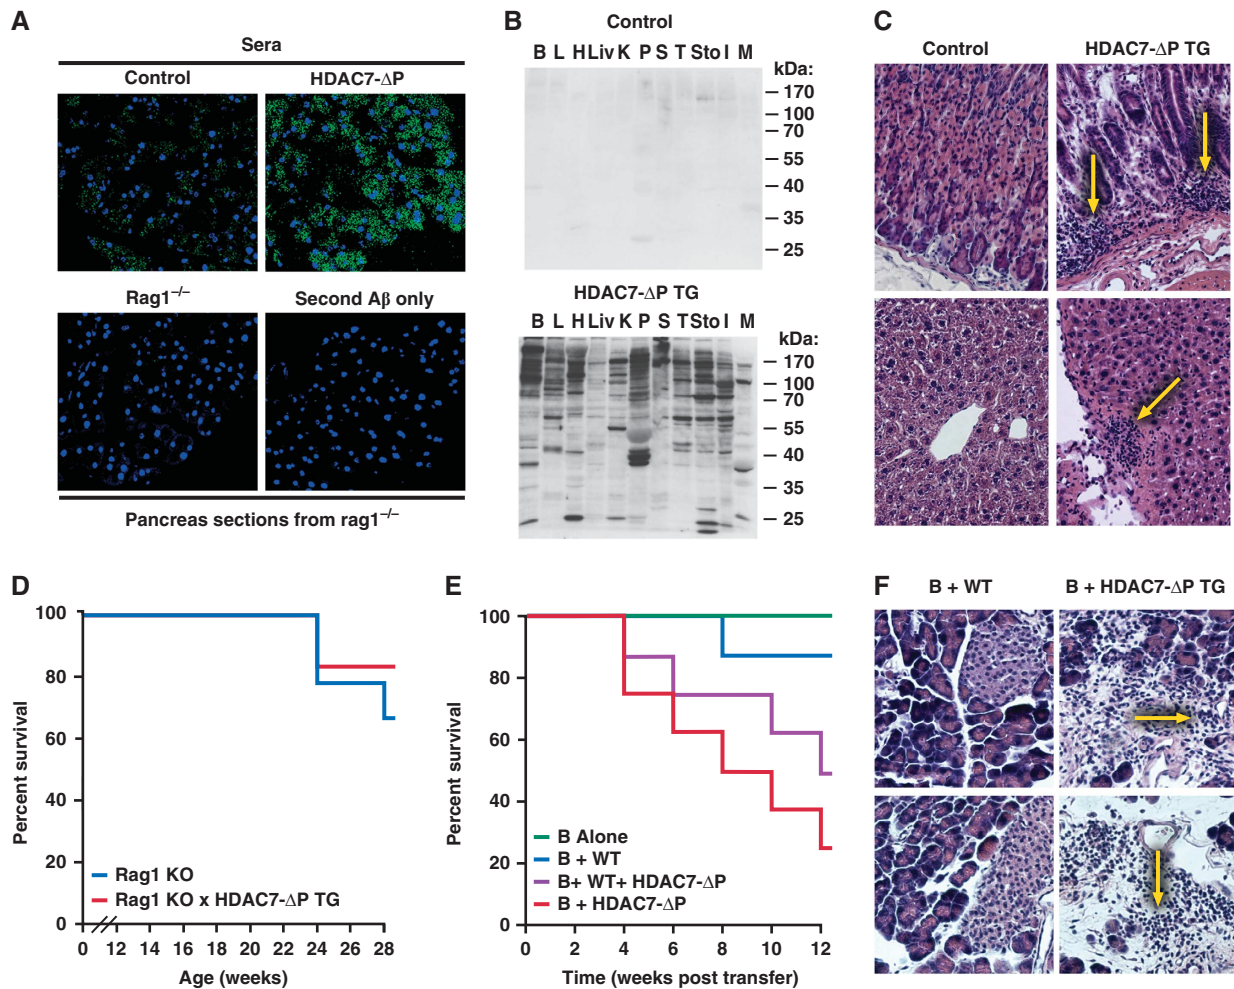 A
Sera
Control HDAC7-ΔP
Rag1–/– Second Aβ only
Pancreas sections from rag1–/–
B
Control
B L H Liv K P S T Sto I M
kDa:
170
100
70
55
40
35
25
HDAC7-ΔP TG
B L H Liv K P S T Sto I M
kDa:
170
100
70
55
40
35
25
C
Control HDAC7-ΔP TG
D
Percent survival
100
80
60
40
20
0
Rag1 KO
Rag1 KO x HDAC7-ΔP TG
0 12 14 16 18 20 22 24 26 28
Age (weeks)
E
Percent survival
100
80
60
40
20
0
B Alone
B + WT
B+ WT+ HDAC7-ΔP
B + HDAC7-ΔP
0 2 4 6 8 10 12
Time (weeks post transfer)
F
B + WT B + HDAC7-ΔP TG